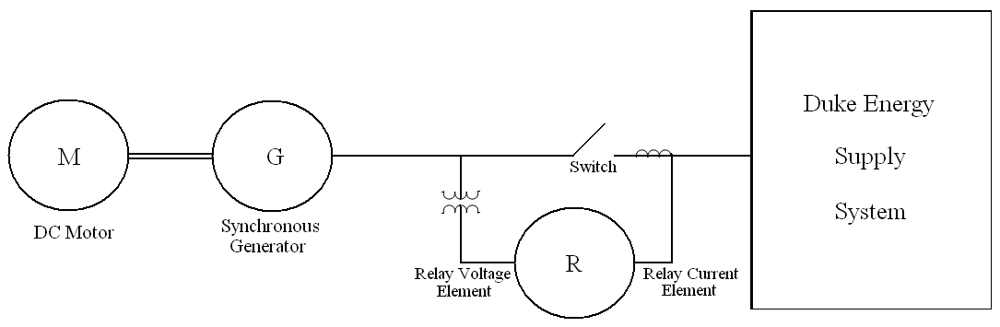 M
DC Motor
G
Synchronous
Generator
Switch
Relay Voltage
Element
R
Relay Current
Element
Duke Energy
Supply
System